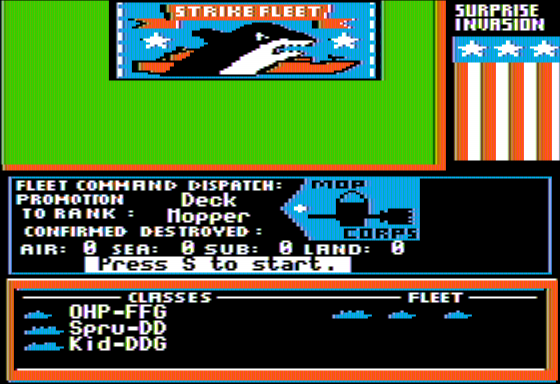 STRIKE FLEET
SURPRISE
INVASION
FLEET COMMAND DISPATCH:
PROMOTION
TO RANK :
Deck
Mopper
CONFIRMED DESTROYED :
MOP
CORPS
AIR: 0 SEA: 0 SUB: 0 LAND: 0
Press S to start.
CLASSES
FLEET
OHP-FFG
Spru-DD
Kid-DDG